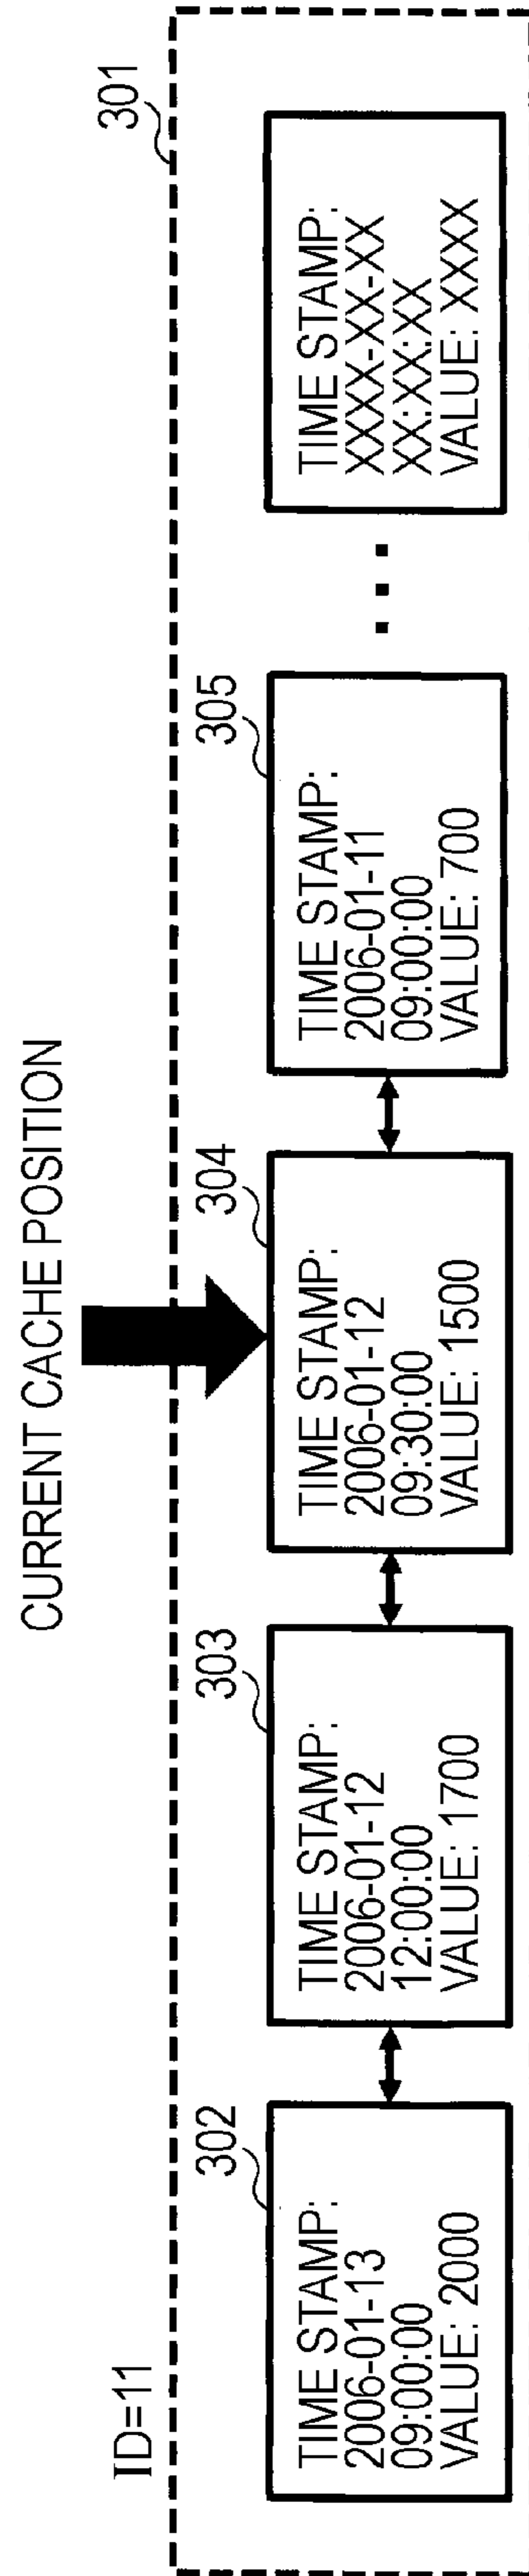 CURRENT CACHE POSITION
ID=11
301
302
TIME STAMP:
2006-01-13
09:00:00
VALUE: 2000
303
TIME STAMP:
2006-01-12
12:00:00
VALUE: 1700
304
TIME STAMP:
2006-01-12
09:30:00
VALUE: 1500
305
TIME STAMP:
2006-01-11
09:00:00
VALUE: 700
...
TIME STAMP:
XXXX-XX-XX
XX:XX:XX
VALUE: XXXX